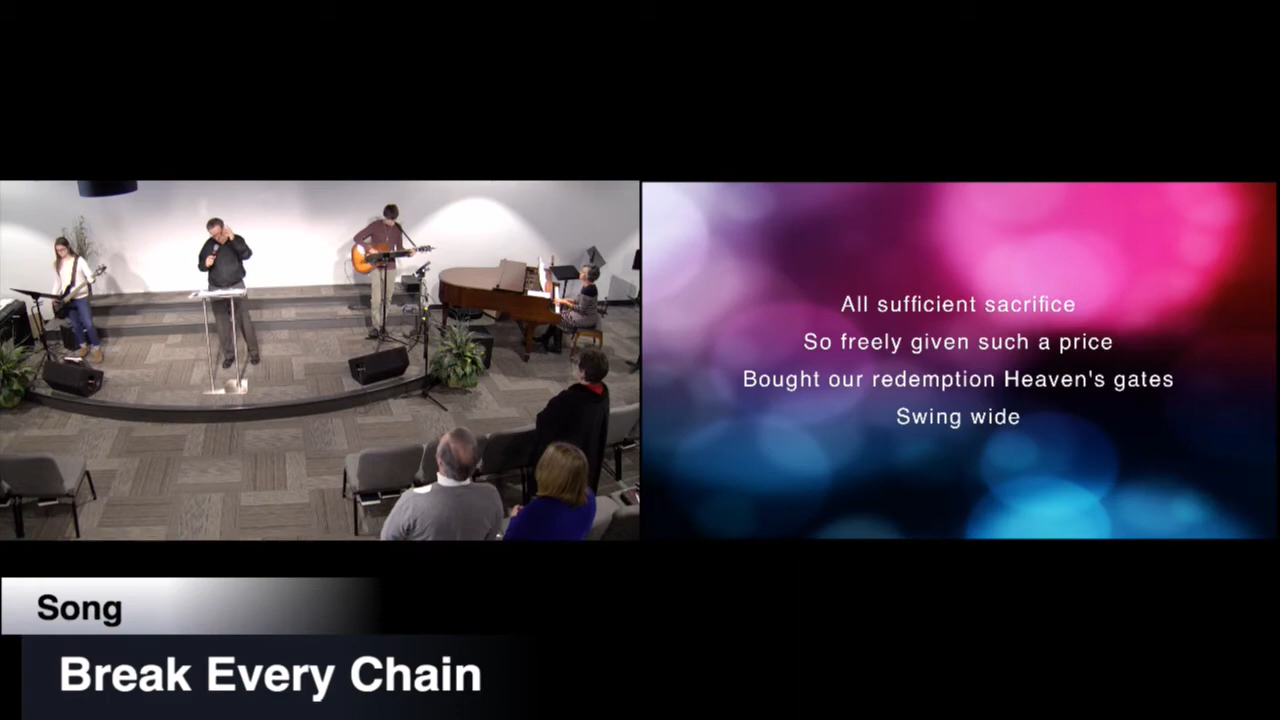 All sufficient sacrifice
So freely given such a price
Bought our redemption Heaven's gates
Swing wide
Song
Break Every Chain